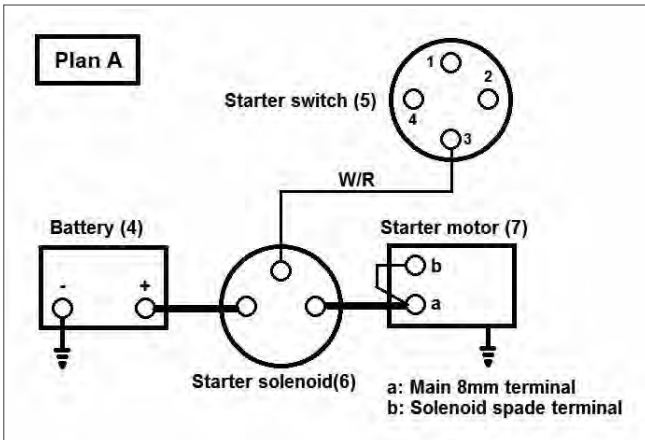 Plan A
1
2
Starter switch (5)
4
3
W/R
Battery (4)
Starter motor (7)
- +
b
a
Starter solenoid(6)
a: Main 8mm terminal
b: Solenoid spade terminal